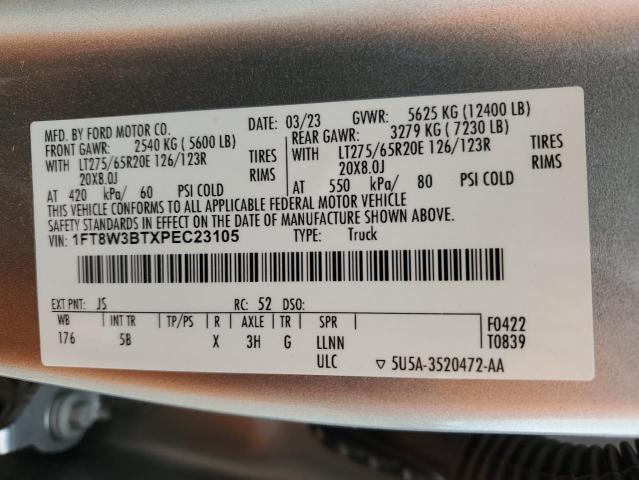 MFD. BY FORD MOTOR CO.
DATE: 03/23 GVWR: 5625 KG (12400 LB)
FRONT GAWR: 2540 KG (5600 LB)
REAR GAWR: 3279 KG (7230 LB)
WITH LT275/65R20E 126/123R TIRES
WITH LT275/65R20E 126/123R TIRES
20X8.0J RIMS
20X8.0J RIMS
AT 420 kPa/ 60 PSI COLD
AT 550 kPa/ 80 PSI COLD
THIS VEHICLE CONFORMS TO ALL APPLICABLE FEDERAL MOTOR VEHICLE
SAFETY STANDARDS IN EFFECT ON THE DATE OF MANUFACTURE SHOWN ABOVE.
VIN: 1FT8W3BTXPEC23105 TYPE: Truck
EXT PNT: JS RC: 52 DSO:
WB INT TR TP/PS R AXLE TR SPR F0422
176 5B X 3H G LLNN T0839
ULC ▽ 5U5A-3520472-AA